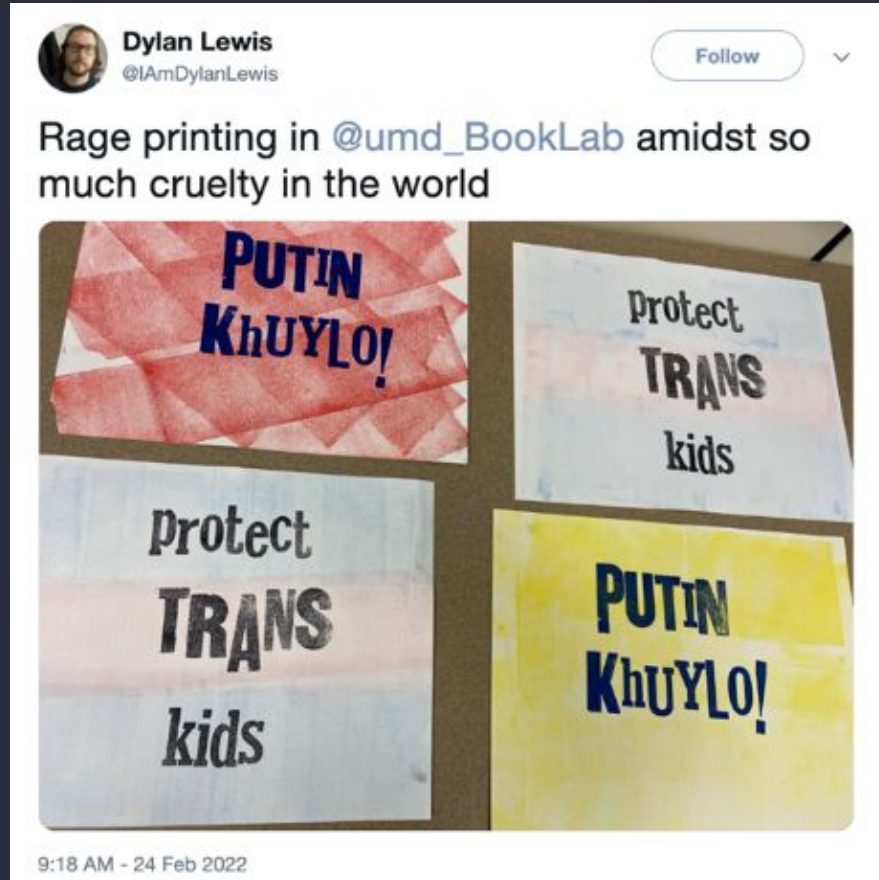 Dylan Lewis
@IAmDylanLewis
Follow
Rage printing in @umd_BookLab amidst so
much cruelty in the world
PUTIN
KhUYLO!
protect
TRANS
kids
protect
TRANS
kids
PUTIN
KhUYLO!
9:18 AM - 24 Feb 2022